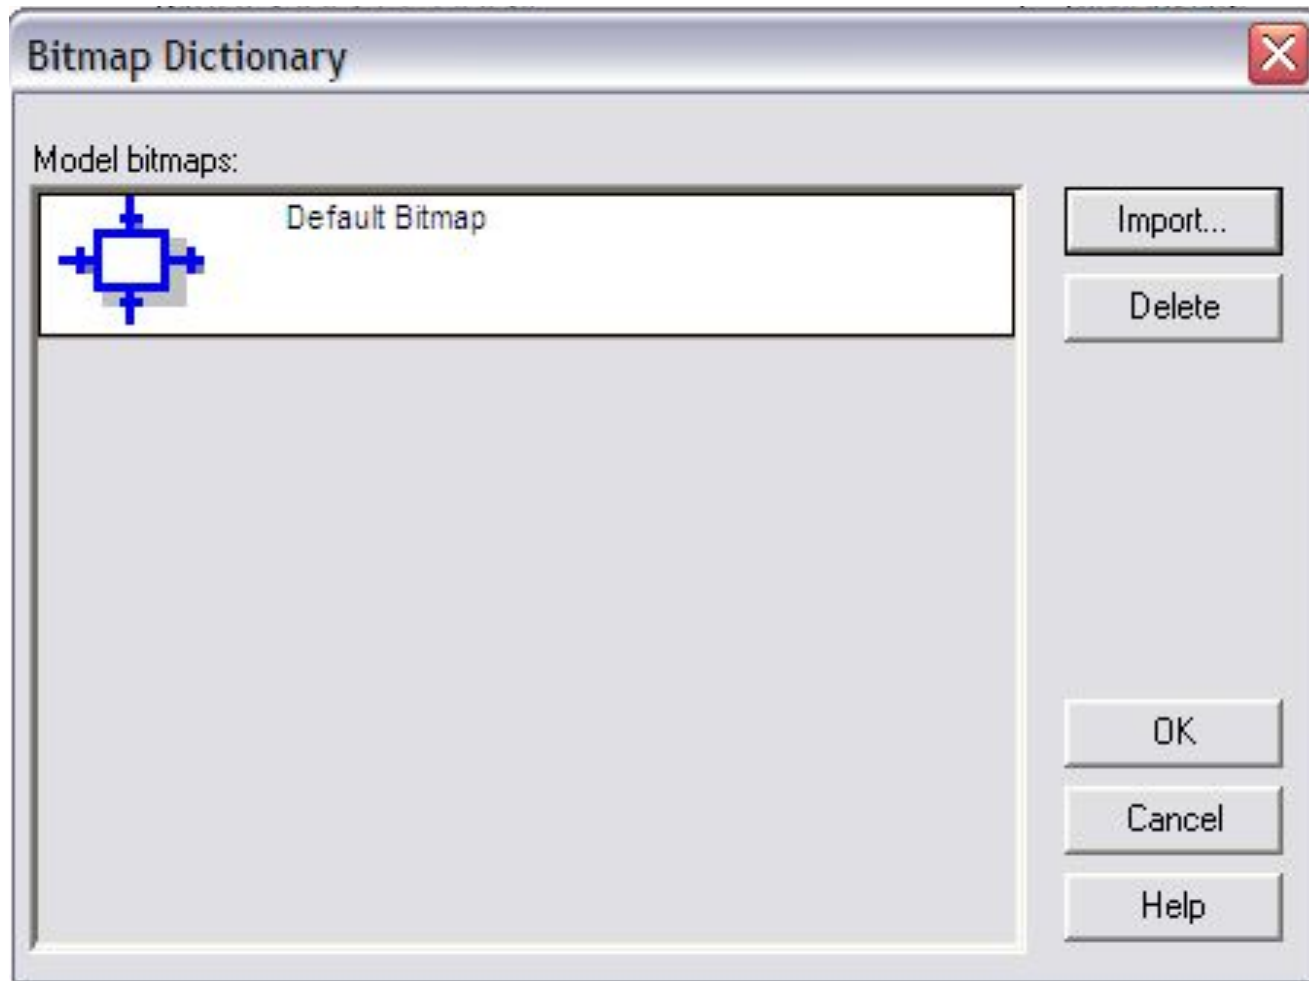 Bitmap Dictionary
Model bitmaps:
Default Bitmap
Import...
Delete
OK
Cancel
Help